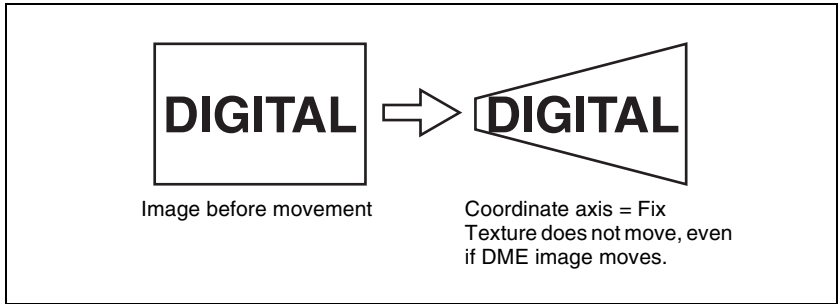 DIGITAL
DIGITAL
Image before movement
Coordinate axis = Fix
Texture does not move, even
if DME image moves.